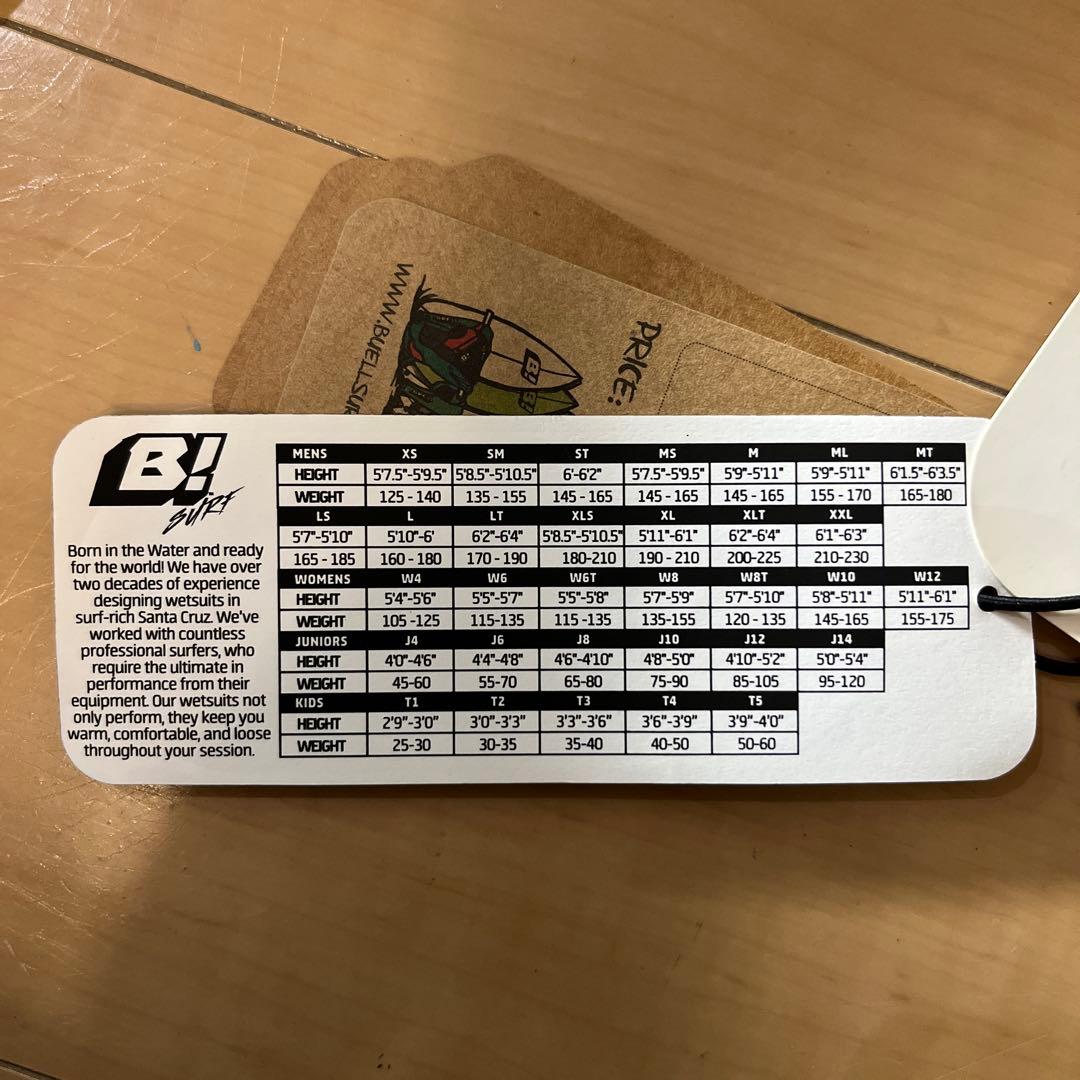 WWW.BUELLSUR
PRICE:
B!
B!
B!
SURF
Born in the Water and ready
for the world! We have over
two decades of experience
designing wetsuits in
surf-rich Santa Cruz. We've
worked with countless
professional surfers, who
require the ultimate in
performance from their
equipment. Our wetsuits not
only perform, they keep you
warm, comfortable, and loose
throughout your session.
MENS XS SM ST MS M ML MT
HEIGHT 5'7.5"-5'9.5" 5'8.5"-5'10.5" 6'-6'2" 5'7.5"-5'9.5" 5'9"-5'11" 5'9"-5'11" 6'1.5"-6'3.5"
WEIGHT 125 - 140 135 - 155 145 - 165 145 - 165 145 - 165 155 - 170 165-180
LS L LT XLS XL XLT XXL
5'7"-5'10" 5'10"-6' 6'2"-6'4" 5'8.5"-5'10.5" 5'11"-6'1" 6'2"-6'4" 6'1"-6'3"
165 - 185 160 - 180 170 - 190 180-210 190 - 210 200-225 210-230
WOMENS W4 W6 W6T W8 W8T W10 W12
HEIGHT 5'4"-5'6" 5'5"-5'7" 5'5"-5'8" 5'7"-5'9" 5'7"-5'10" 5'8"-5'11" 5'11"-6'1"
WEIGHT 105 -125 115-135 115 -135 135-155 120 - 135 145-165 155-175
JUNIORS J4 J6 J8 J10 J12 J14
HEIGHT 4'0"-4'6" 4'4"-4'8" 4'6"-4'10" 4'8"-5'0" 4'10"-5'2" 5'0"-5'4"
WEIGHT 45-60 55-70 65-80 75-90 85-105 95-120
KIDS T1 T2 T3 T4 T5
HEIGHT 2'9"-3'0" 3'0"-3'3" 3'3"-3'6" 3'6"-3'9" 3'9"-4'0"
WEIGHT 25-30 30-35 35-40 40-50 50-60